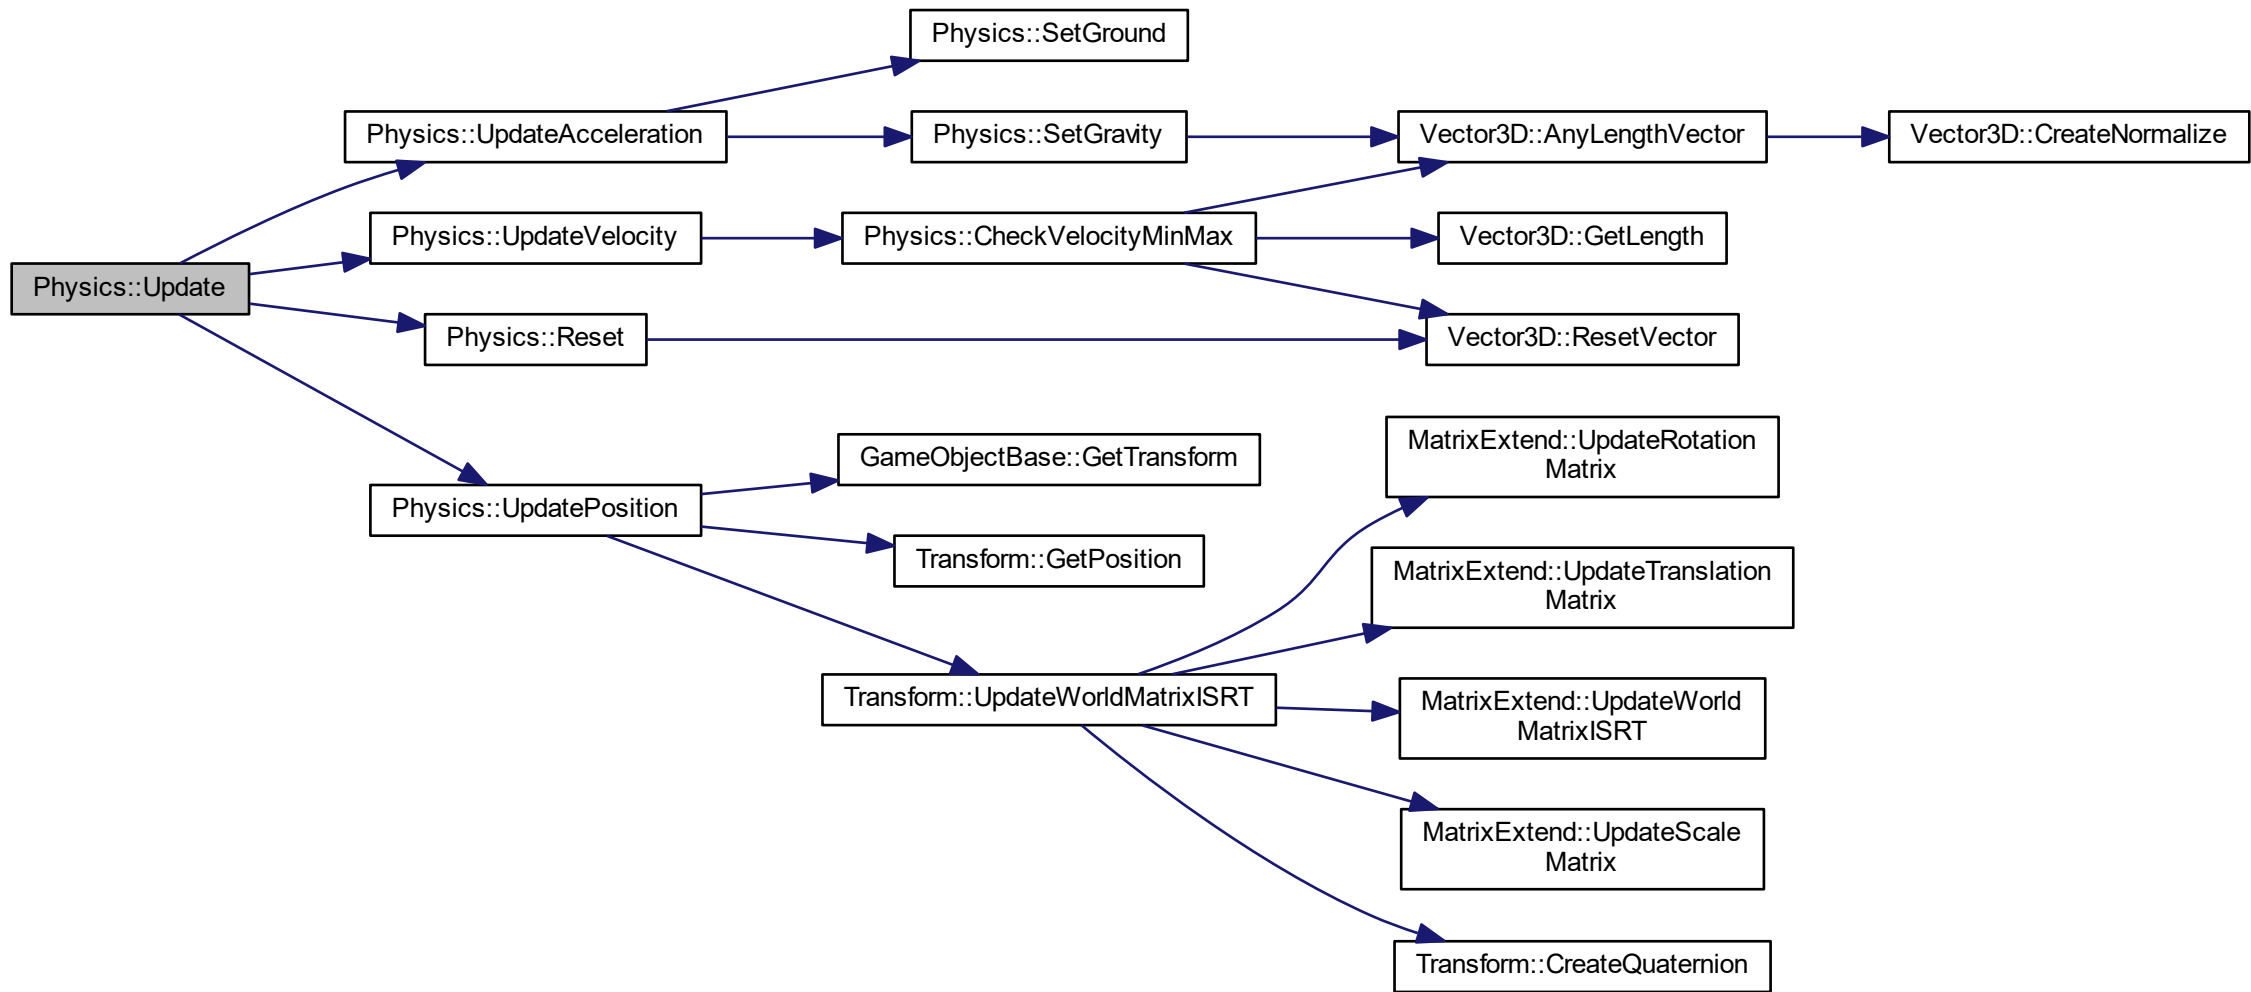 Physics::SetGround
Physics::UpdateAcceleration
Physics::SetGravity
Vector3D::AnyLengthVector
Vector3D::CreateNormalize
Physics::UpdateVelocity
Physics::CheckVelocityMinMax
Vector3D::GetLength
Physics::Update
Physics::Reset
Vector3D::ResetVector
GameObjectBase::GetTransform
MatrixExtend::UpdateRotation
Matrix
Physics::UpdatePosition
Transform::GetPosition
MatrixExtend::UpdateTranslation
Matrix
Transform::UpdateWorldMatrixISRT
MatrixExtend::UpdateWorld
MatrixISRT
MatrixExtend::UpdateScale
Matrix
Transform::CreateQuaternion